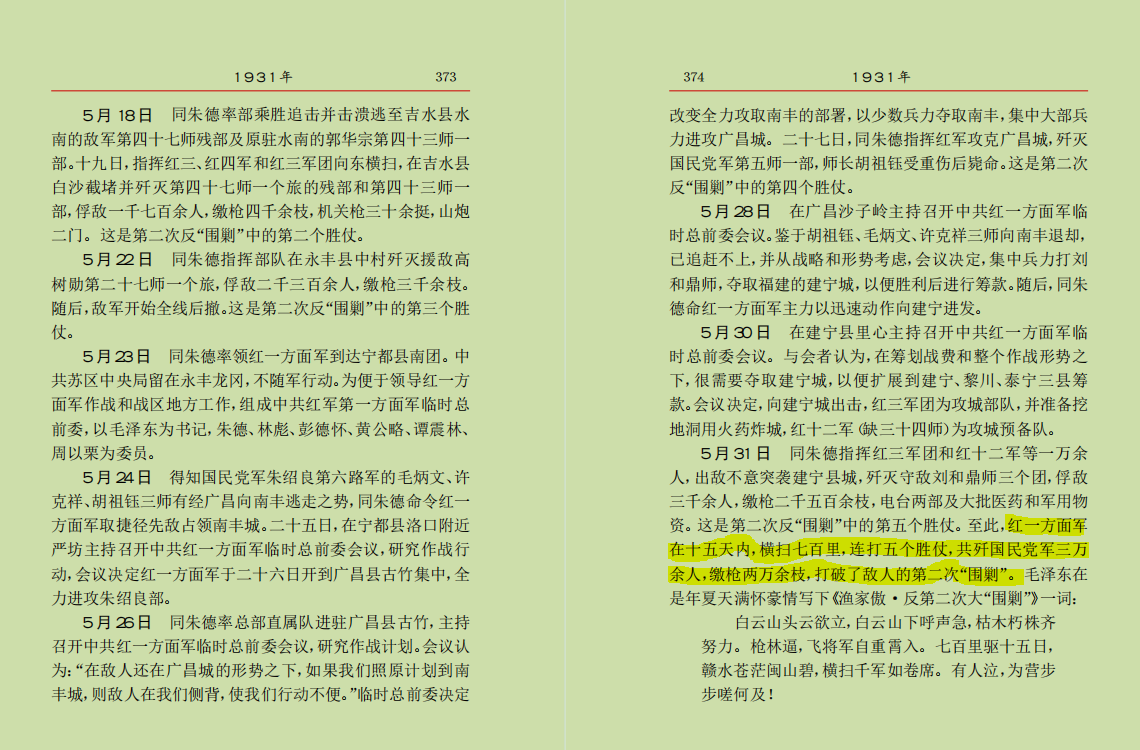 1931年 373
5月18日 同朱德率部乘胜追击并击溃逃至吉水县水
南的敌军第四十七师残部及原驻水南的郭华宗第四十三师一
部。十九日,指挥红三、红四军和红三军团向东横扫,在吉水县
白沙截堵并歼灭第四十七师一个旅的残部和第四十三师一
部,俘敌一千七百余人,缴枪四千余枝,机关枪三十余挺,山炮
二门。这是第二次反“围剿”中的第二个胜仗。
5月22日 同朱德指挥部队在永丰县中村歼灭援敌高
树勋第二十七师一个旅,俘敌二千三百余人,缴枪三千余枝。
随后,敌军开始全线后撤。这是第二次反“围剿”中的第三个胜
仗。
5月23日 同朱德率领红一方面军到达宁都县南团。中
共苏区中央局留在永丰龙冈,不随军行动。为便于领导红一方
面军作战和战区地方工作,组成中共红军第一方面军临时总
前委,以毛泽东为书记,朱德、林彪、彭德怀、黄公略、谭震林、
周以栗为委员。
5月24日 得知国民党军朱绍良第六路军的毛炳文、许
克祥、胡祖钰三师有经广昌向南丰逃走之势,同朱德命令红一
方面军取捷径先敌占领南丰城。二十五日,在宁都县洛口附近
严坊主持召开中共红一方面军临时总前委会议,研究作战行
动,会议决定红一方面军于二十六日开到广昌县古竹集中,全
力进攻朱绍良部。
5月26日 同朱德率总部直属队进驻广昌县古竹,主持
召开中共红一方面军临时总前委会议,研究作战计划。会议认
为:“在敌人还在广昌城的形势之下,如果我们照原计划到南
丰城,则敌人在我们侧背,使我们行动不便。”临时总前委决定
374 1931年
改变全力攻取南丰的部署,以少数兵力夺取南丰,集中大部兵
力进攻广昌城。二十七日,同朱德指挥红军攻克广昌城,歼灭
国民党军第五师一部,师长胡祖钰受重伤后毙命。这是第二次
反“围剿”中的第四个胜仗。
5月28日 在广昌沙子岭主持召开中共红一方面军临
时总前委会议。鉴于胡祖钰、毛炳文、许克祥三师向南丰退却,
已追赶不上,并从战略和形势考虑,会议决定,集中兵力打刘
和鼎师,夺取福建的建宁城,以便胜利后进行筹款。随后,同朱
德命红一方面军主力以迅速动作向建宁进发。
5月30日 在建宁县里心主持召开中共红一方面军临
时总前委会议。与会者认为,在筹划战费和整个作战形势之
下,很需要夺取建宁城,以便扩展到建宁、黎川、泰宁三县筹
款。会议决定,向建宁城出击,红三军团为攻城部队,并准备挖
地洞用火药炸城,红十二军(缺三十四师)为攻城预备队。
5月31日 同朱德指挥红三军团和红十二军等一万余
人,出敌不意突袭建宁县城,歼灭守敌刘和鼎师三个团,俘敌
三千余人,缴枪二千五百余枝,电台两部及大批医药和军用物
资。这是第二次反“围剿”中的第五个胜仗。至此,红一方面军
在十五天内,横扫七百里,连打五个胜仗,共歼国民党军三万
余人,缴枪两万余枝,打破了敌人的第二次“围剿”。毛泽东在
是年夏天满怀豪情写下《渔家傲·反第二次大“围剿”》一词:
白云山头云欲立,白云山下呼声急,枯木朽株齐
努力。枪林逼,飞将军自重霄入。七百里驱十五日,
赣水苍茫闽山碧,横扫千军如卷席。有人泣,为营步
步嗟何及!